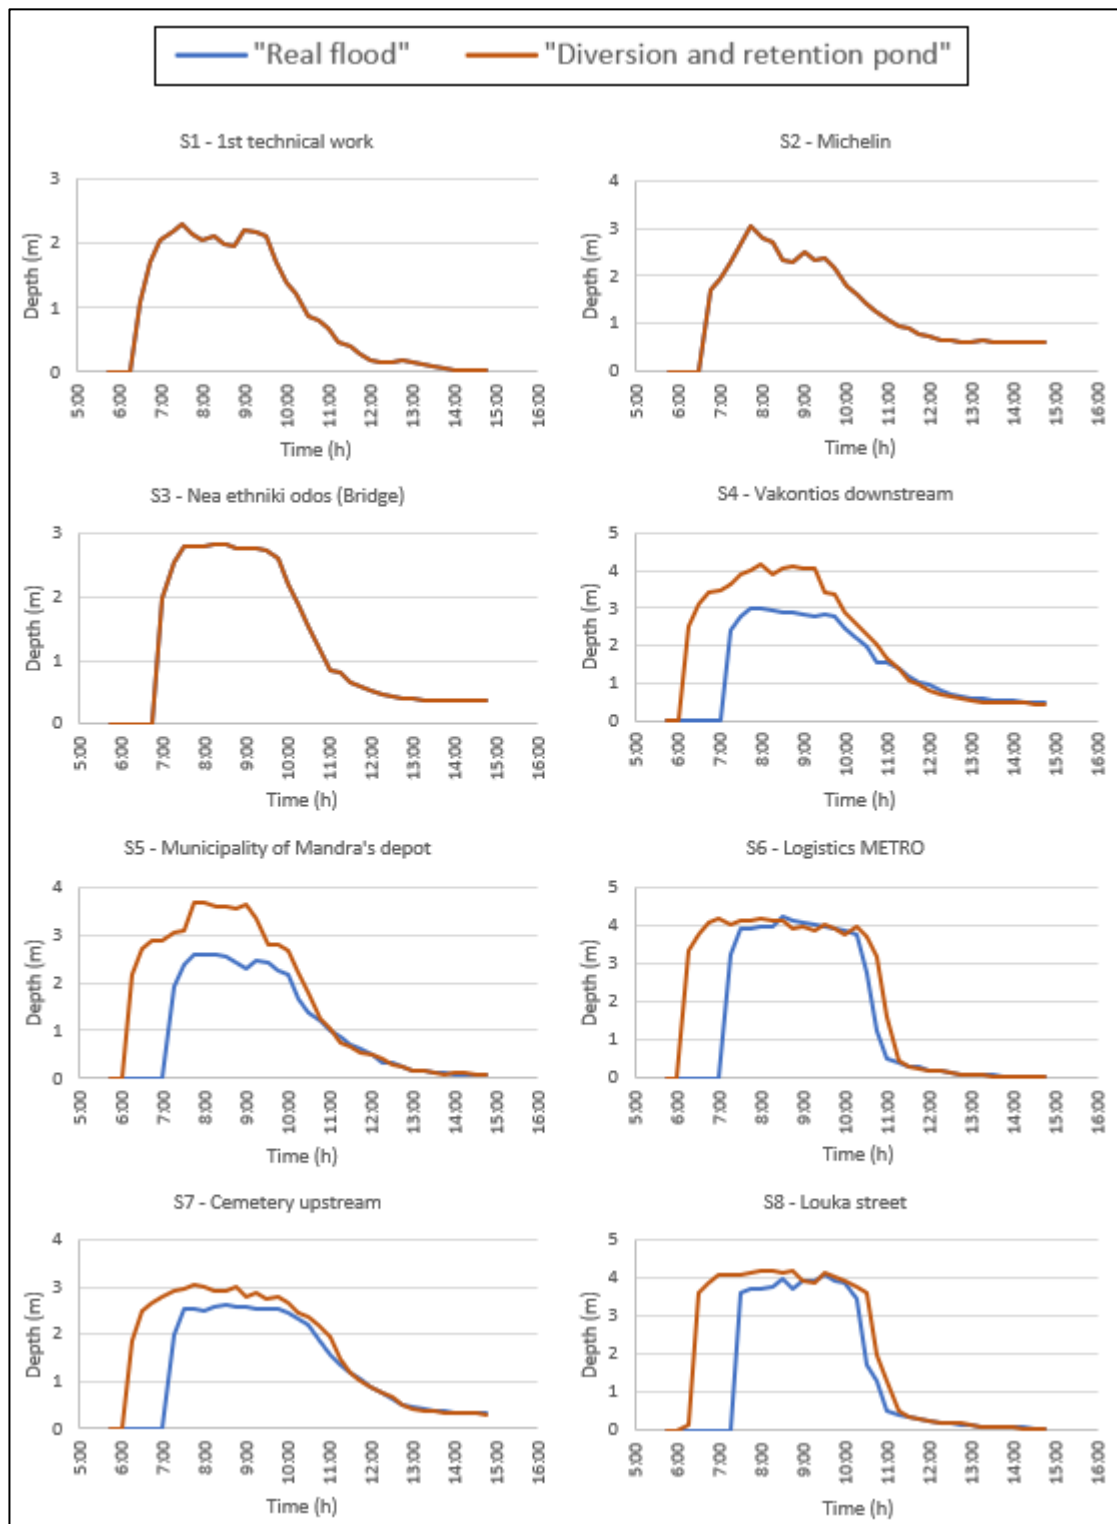 "Real flood" "Diversion and retention pond"
S1 - 1st technical work
3
2
1
0
Depth (m)
5:00 6:00 7:00 8:00 9:00 10:00 11:00 12:00 13:00 14:00 15:00 16:00
Time (h)
S2 - Michelin
4
3
2
1
0
Depth (m)
5:00 6:00 7:00 8:00 9:00 10:00 11:00 12:00 13:00 14:00 15:00 16:00
Time (h)
S3 - Nea ethniki odos (Bridge)
3
2
1
0
Depth (m)
5:00 6:00 7:00 8:00 9:00 10:00 11:00 12:00 13:00 14:00 15:00 16:00
Time (h)
S4 - Vakontios downstream
5
4
3
2
1
0
Depth (m)
5:00 6:00 7:00 8:00 9:00 10:00 11:00 12:00 13:00 14:00 15:00 16:00
Time (h)
S5 - Municipality of Mandra's depot
4
3
2
1
0
Depth (m)
5:00 6:00 7:00 8:00 9:00 10:00 11:00 12:00 13:00 14:00 15:00 16:00
Time (h)
S6 - Logistics METRO
5
4
3
2
1
0
Depth (m)
5:00 6:00 7:00 8:00 9:00 10:00 11:00 12:00 13:00 14:00 15:00 16:00
Time (h)
S7 - Cemetery upstream
4
3
2
1
0
Depth (m)
5:00 6:00 7:00 8:00 9:00 10:00 11:00 12:00 13:00 14:00 15:00 16:00
Time (h)
S8 - Louka street
5
4
3
2
1
0
Depth (m)
5:00 6:00 7:00 8:00 9:00 10:00 11:00 12:00 13:00 14:00 15:00 16:00
Time (h)